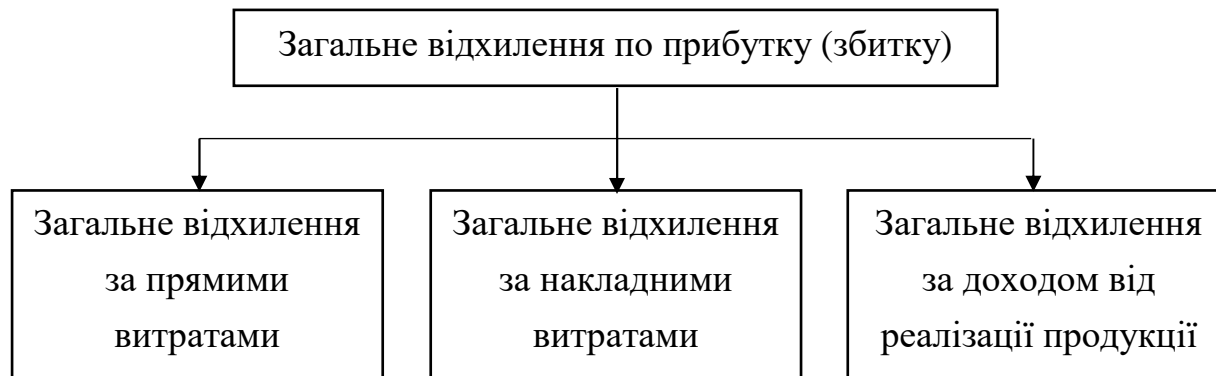 Загальне відхилення по прибутку (збитку)
Загальне відхилення
за прямими
витратами
Загальне відхилення
за накладними
витратами
Загальне відхилення
за доходом від
реалізації продукції